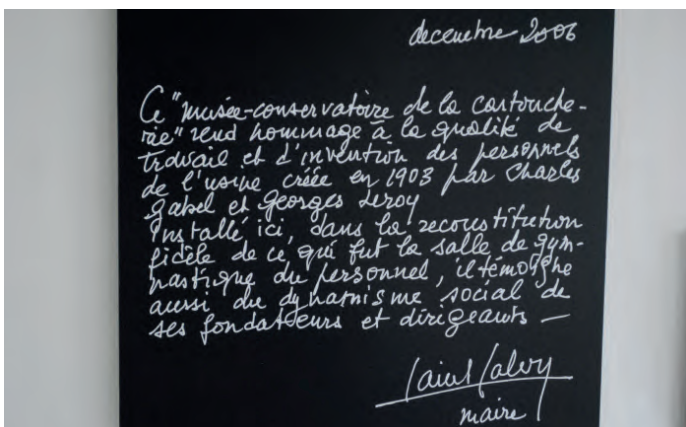 decembre 2006
Ce "musée-conservatoire de la cartouche-
rie" rend hommage à la qualité de
travail et d'invention des personnels
de l'usine créée en 1903 par Charles
Gabel et Georges Leroy
Installé ici, dans la reconstitution
fidèle de ce qui fut la salle de gym-
nastique du personnel, il témoigne
aussi du dynamisme social de
ses fondateurs et dirigeants —
maire